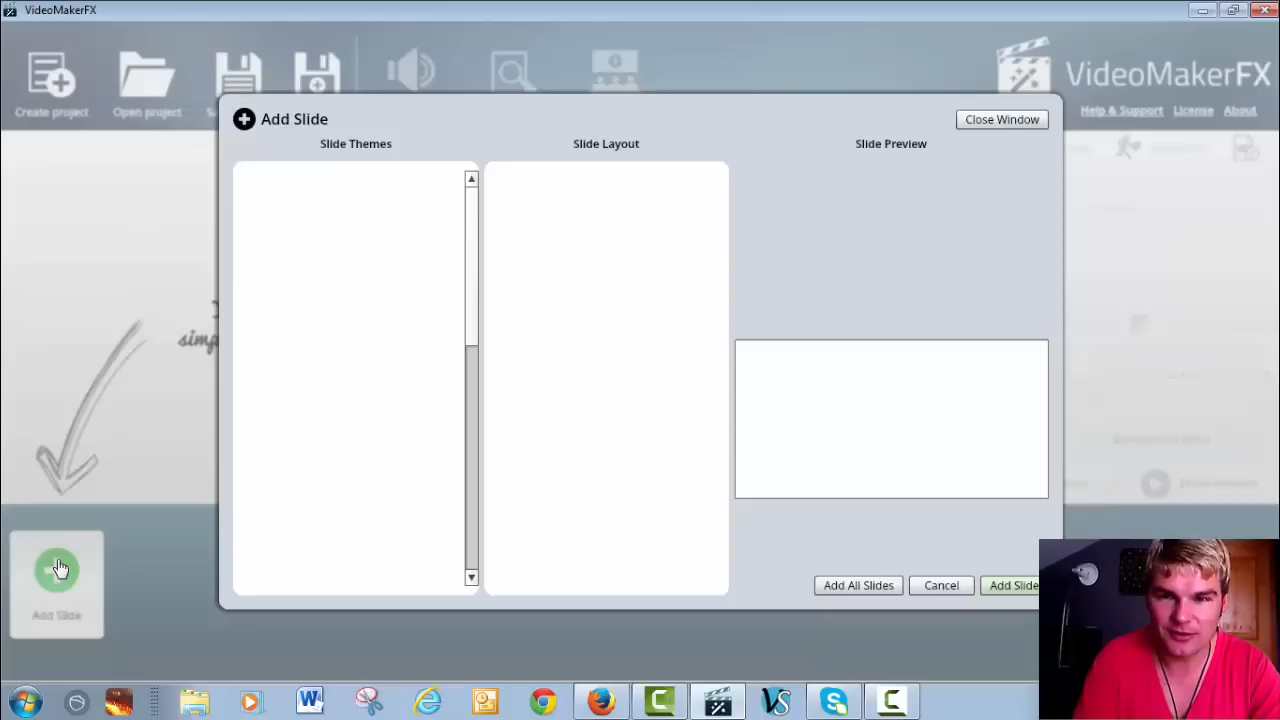 VideoMakerFX
Create project
Open project
VideoMakerFX
Help & Support
License
About
Add Slide
Close Window
Slide Themes
Slide Layout
Slide Preview
simp
Add All Slides
Cancel
Add Slide
Add Slide